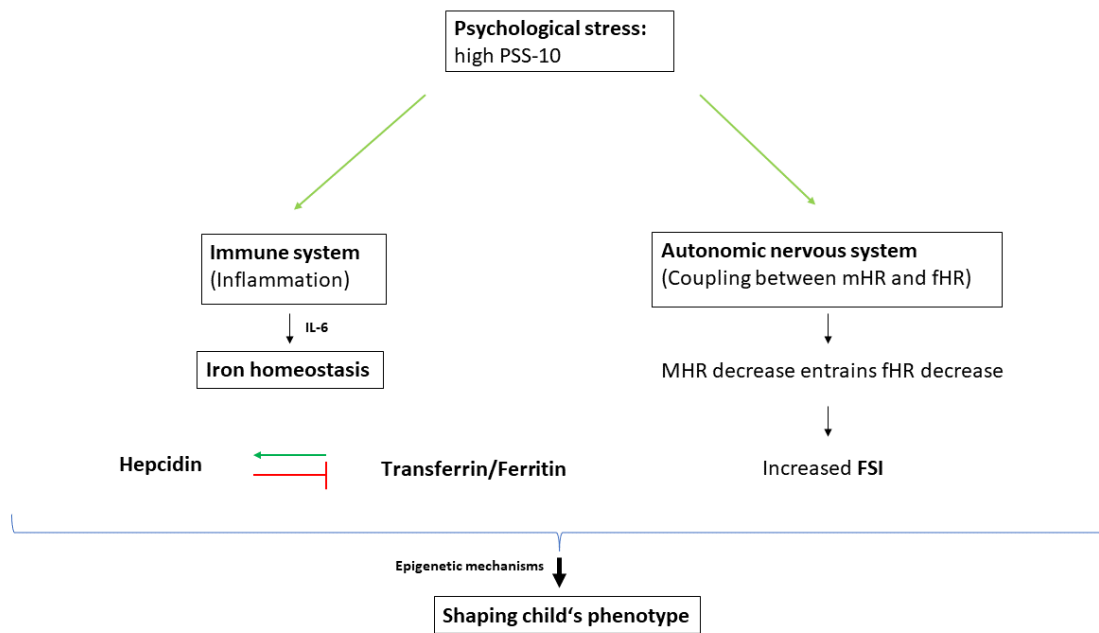 Psychological stress:
high PSS-10
Immune system
(Inflammation)
IL-6
Iron homeostasis
Hepcidin
Transferrin/Ferritin
Autonomic nervous system
(Coupling between mHR and fHR)
MHR decrease entrains fHR decrease
Increased FSI
Epigenetic mechanisms
Shaping child‘s phenotype